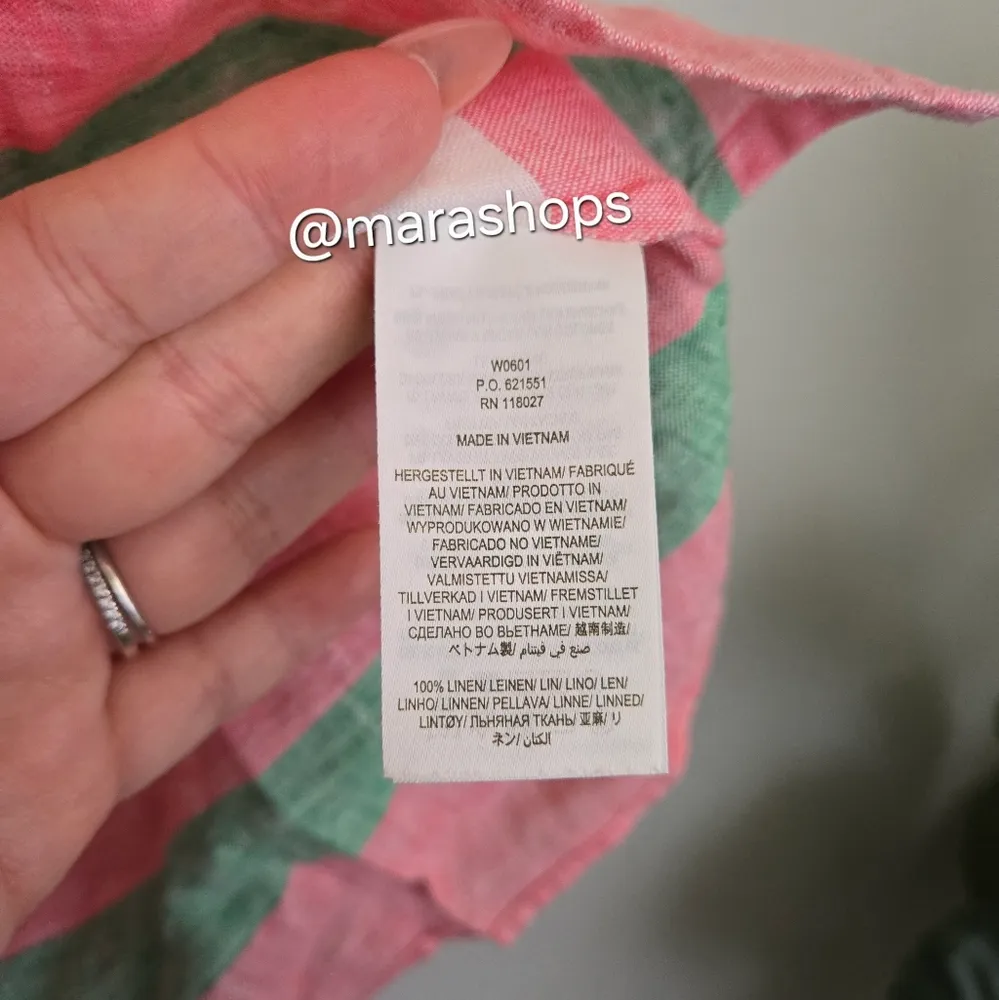 @marashops
W0601
P.O. 621551
RN 118027
MADE IN VIETNAM
HERGESTELLT IN VIETNAM/ FABRIQUÉ
AU VIETNAM/ PRODOTTO IN
VIETNAM/ FABRICADO EN VIETNAM/
WYPRODUKOWANO W WIETNAMIE/
FABRICADO NO VIETNAME/
VERVAARDIGD IN VIËTNAM/
VALMISTETTU VIETNAMISSA/
TILLVERKAD I VIETNAM/ FREMSTILLET
I VIETNAM/ PRODUSERT I VIETNAM/
СДЕЛАНО ВО ВЬЕТНАМЕ/ 越南制造/
ベトナム製/ صنع في فيتنام
100% LINEN/ LEINEN/ LIN/ LINO/ LEN/
LINHO/ LINNEN/ PELLAVA/ LINNE/ LINNED/
LINTØY/ ЛЬНЯНАЯ ТКАНЬ/ 亚麻/ リ
ネン/ الكتان